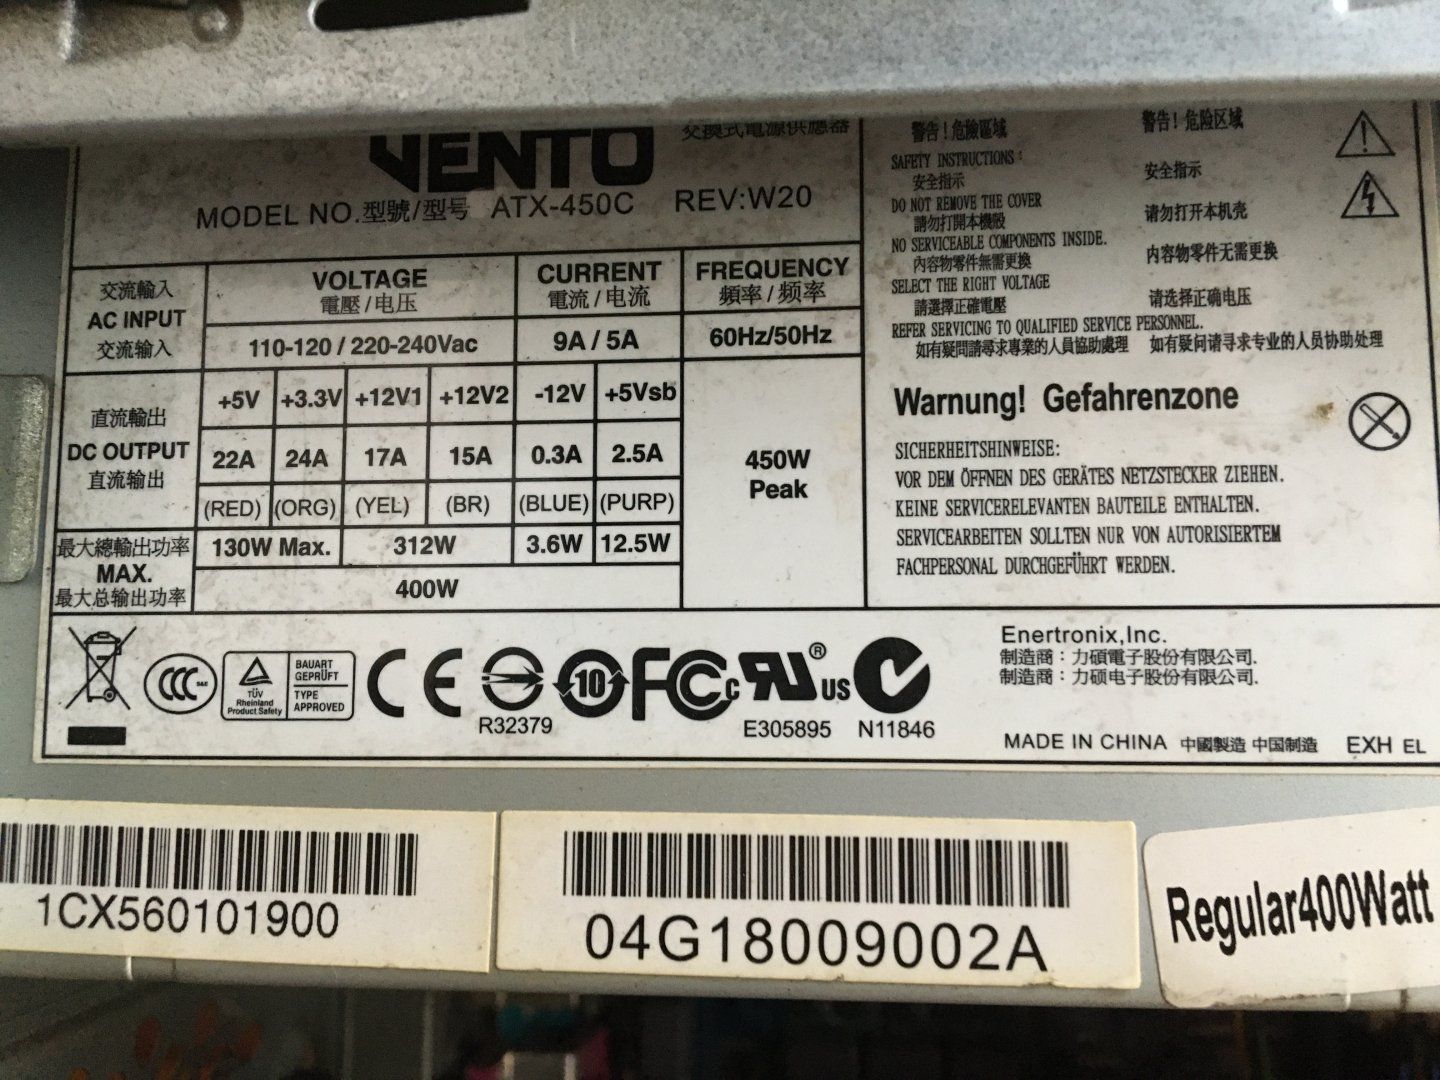 VENTO
交換式電源供應器
MODEL NO.型號/型号 ATX-450C REV:W20
交流輸入
AC INPUT
交流输入
VOLTAGE
電壓/电压
CURRENT
電流/电流
FREQUENCY
頻率/频率
110-120 / 220-240Vac
9A / 5A
60Hz/50Hz
直流輸出
DC OUTPUT
直流输出
+5V +3.3V +12V1 +12V2 -12V +5Vsb
22A 24A 17A 15A 0.3A 2.5A
(RED) (ORG) (YEL) (BR) (BLUE) (PURP)
450W
Peak
最大總輸出功率
MAX.
最大总输出功率
130W Max. 312W 3.6W 12.5W
400W
警告!危險區域 警告!危险区域
SAFETY INSTRUCTIONS:
安全指示 安全指示
DO NOT REMOVE THE COVER
請勿打開本機殼 请勿打开本机壳
NO SERVICEABLE COMPONENTS INSIDE.
內容物零件無需更換 内容物零件无需更换
SELECT THE RIGHT VOLTAGE
請選擇正確電壓 请选择正确电压
REFER SERVICING TO QUALIFIED SERVICE PERSONNEL.
如有疑問請尋求專業的人員協助處理 如有疑问请寻求专业的人员协助处理
Warnung! Gefahrenzone
SICHERHEITSHINWEISE:
VOR DEM ÖFFNEN DES GERÄTES NETZSTECKER ZIEHEN.
KEINE SERVICERELEVANTEN BAUTEILE ENTHALTEN.
SERVICEARBEITEN SOLLTEN NUR VON AUTORISIERTEM
FACHPERSONAL DURCHGEFÜHRT WERDEN.
CCC S&E
TÜV
Rheinland
Product Safety
BAUART
GEPRÜFT
TYPE
APPROVED
CE
R32379
10
FC
c RU® US
E305895
N11846
Enertronix,Inc.
制造商：力碩電子股份有限公司.
制造商：力硕电子股份有限公司.
MADE IN CHINA 中國製造 中国制造 EXH EL
1CX560101900
04G18009002A
Regular400Watt